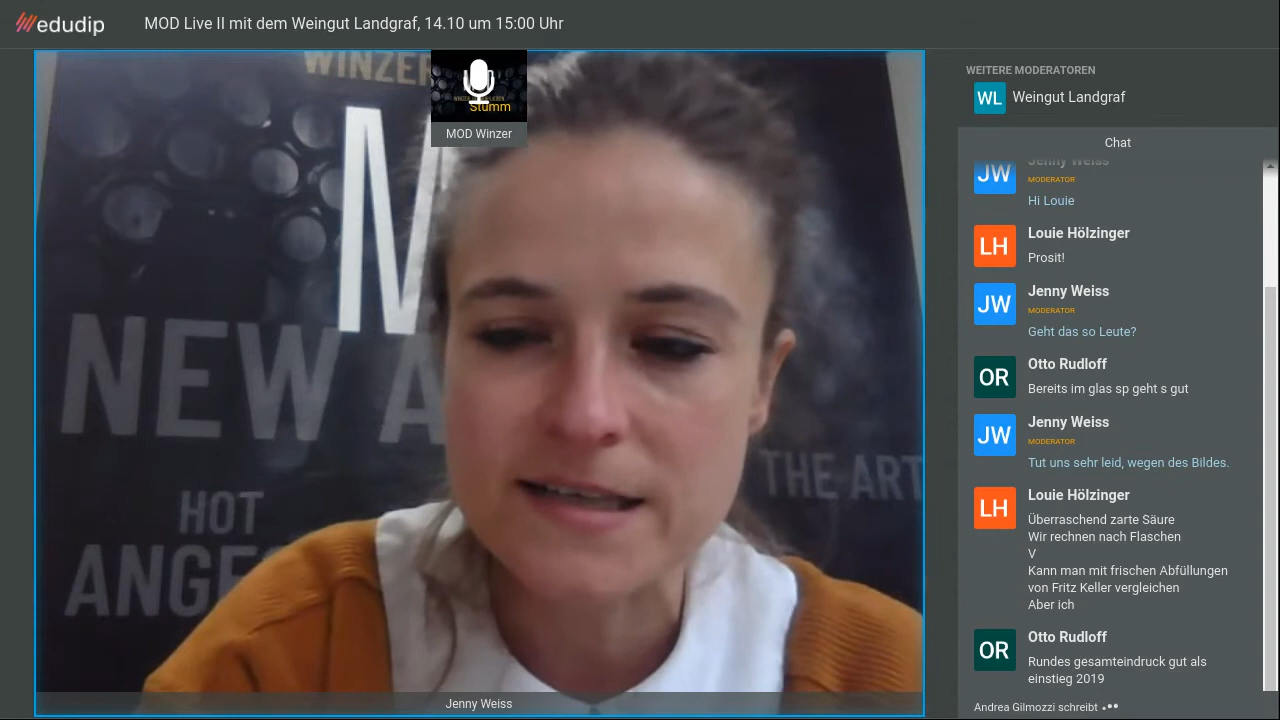 edudip
MOD Live II mit dem Weingut Landgraf, 14.10 um 15:00 Uhr
WINZER
M
NEW A
HOT
ANGE
THE ART
Stumm
MOD Winzer
Jenny Weiss
WEITERE MODERATOREN
WL
Weingut Landgraf
Chat
Jenny Weiss
JW
MODERATOR
Hi Louie
Louie Hölzinger
LH
Prosit!
Jenny Weiss
JW
MODERATOR
Geht das so Leute?
Otto Rudloff
OR
Bereits im glas sp geht s gut
Jenny Weiss
JW
MODERATOR
Tut uns sehr leid, wegen des Bildes.
Louie Hölzinger
LH
Überraschend zarte Säure
Wir rechnen nach Flaschen
V
Kann man mit frischen Abfüllungen
von Fritz Keller vergleichen
Aber ich
Otto Rudloff
OR
Rundes gesamteindruck gut als
einstieg 2019
Andrea Gilmozzi schreibt